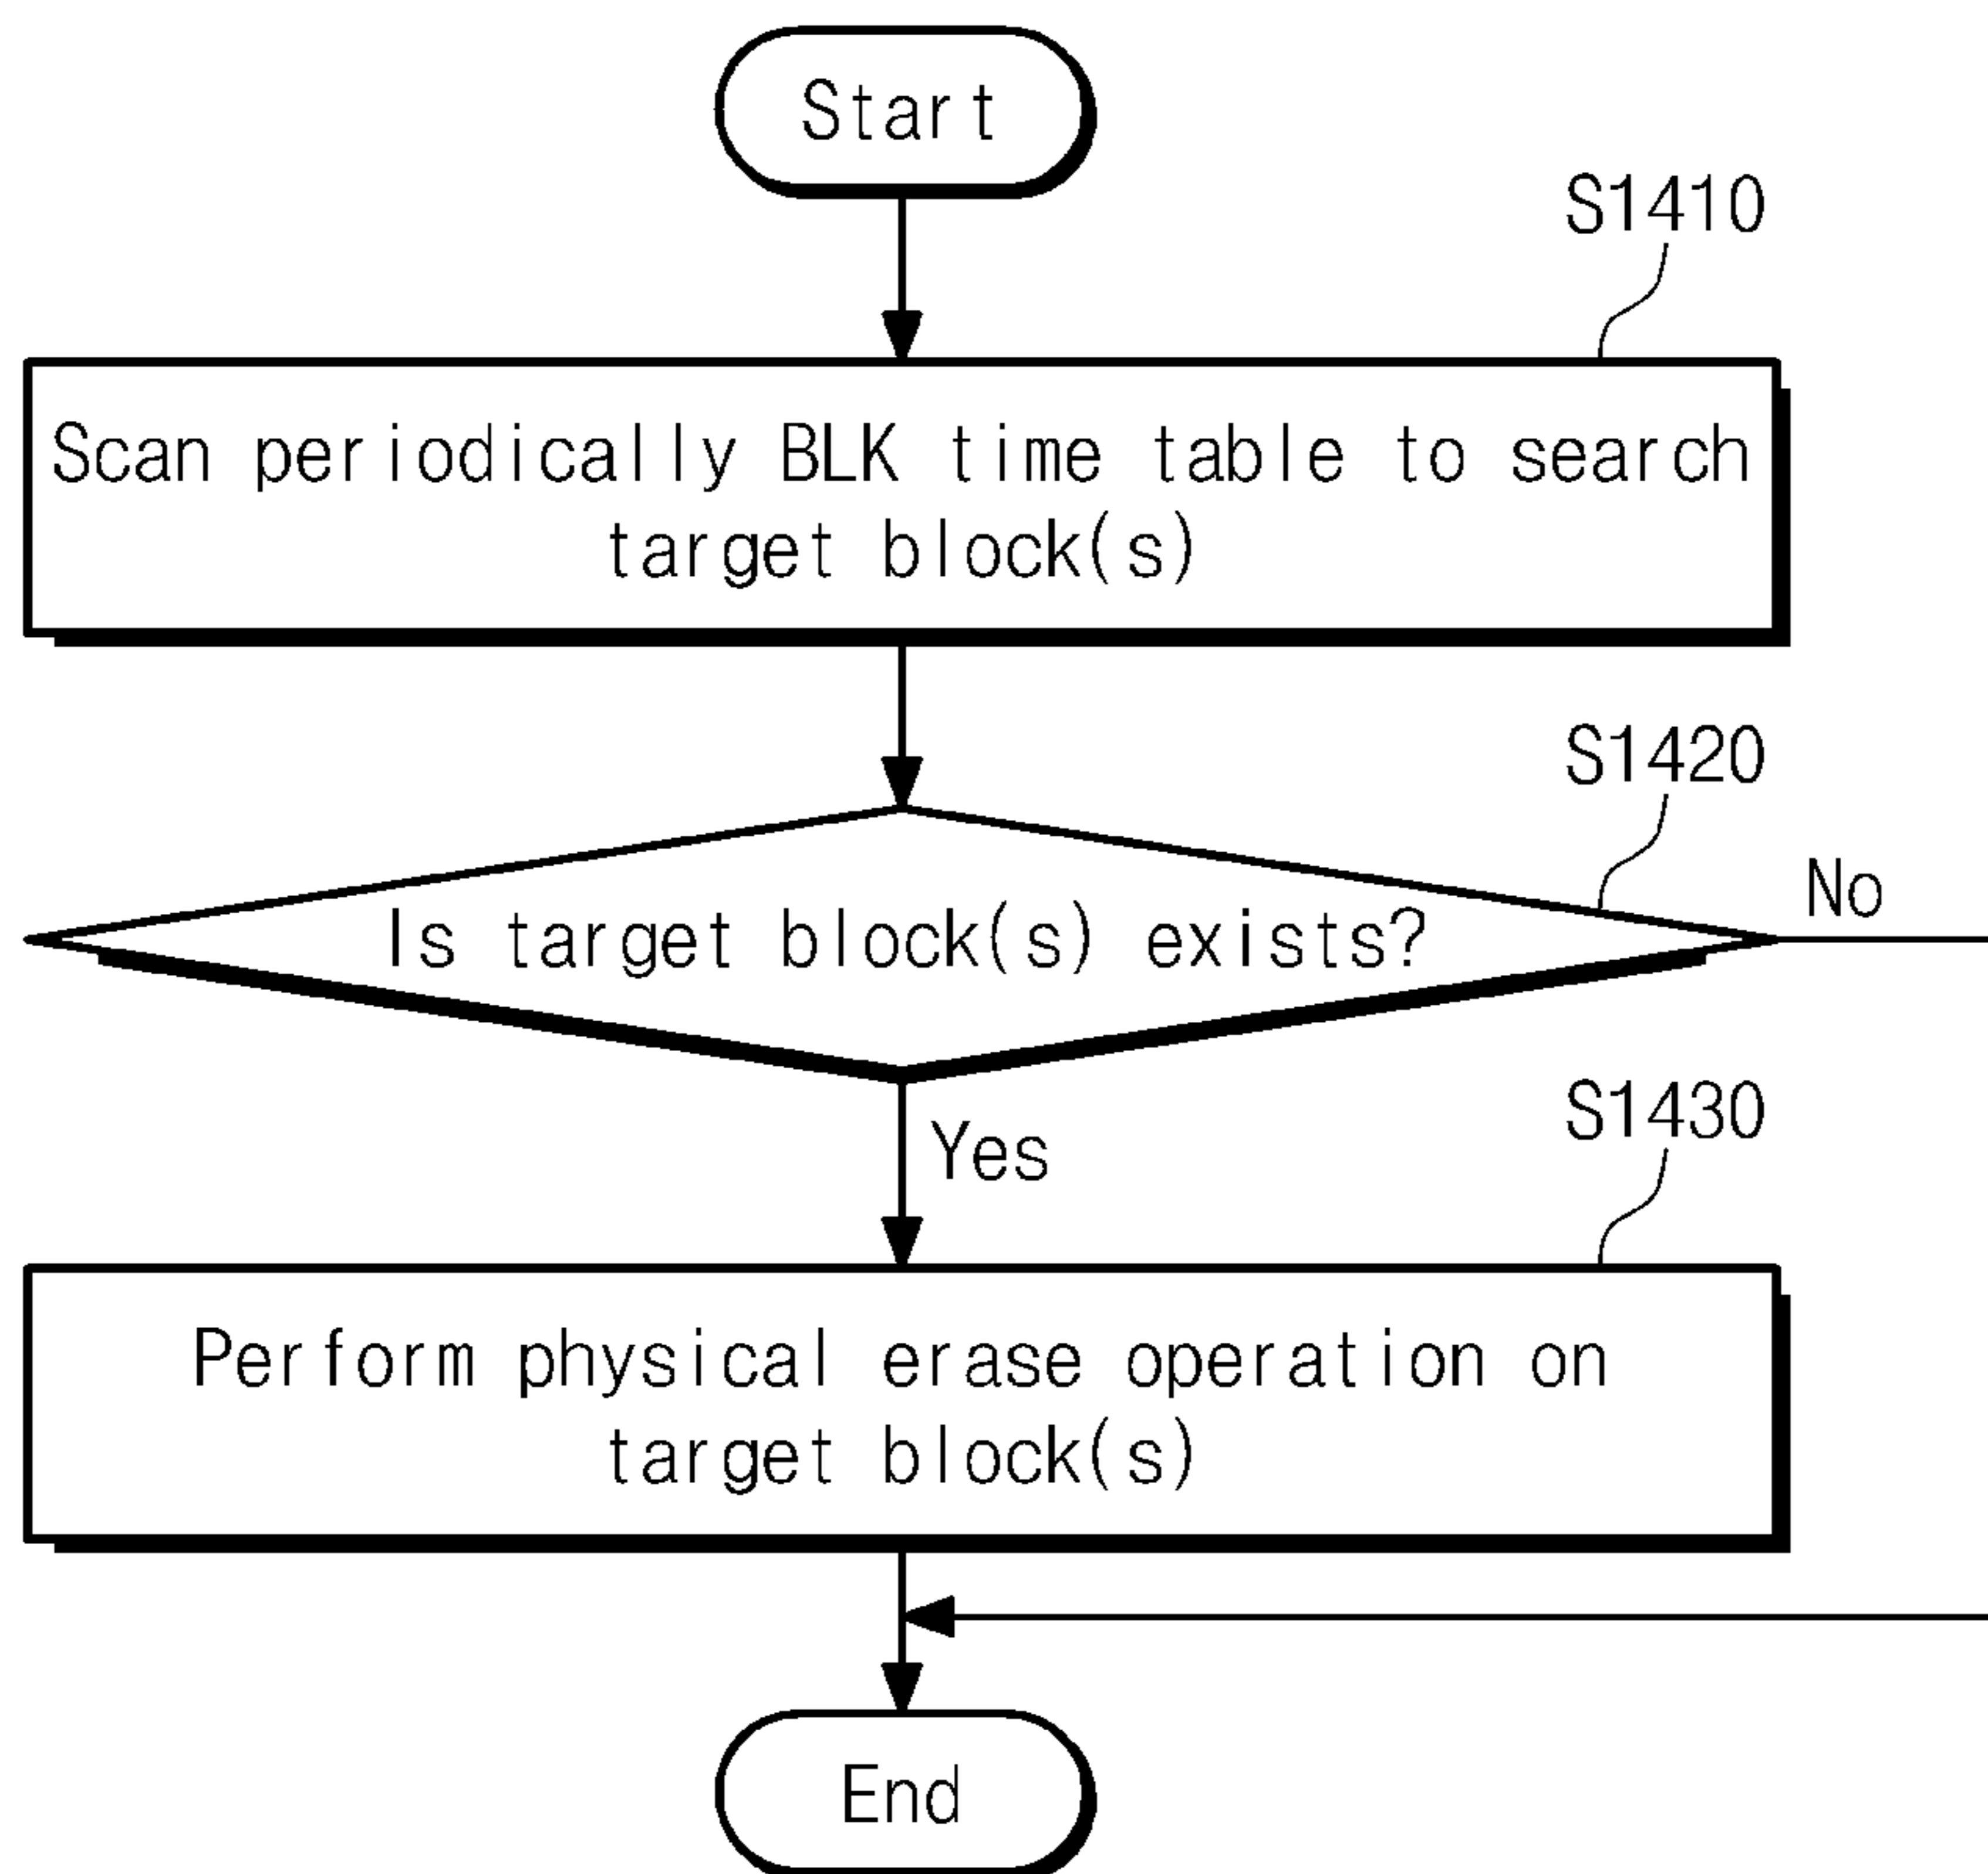 Start
S1410
Scan periodically BLK time table to search
target block(s)
S1420
No
Is target block(s) exists?
Yes
S1430
Perform physical erase operation on
target block(s)
End